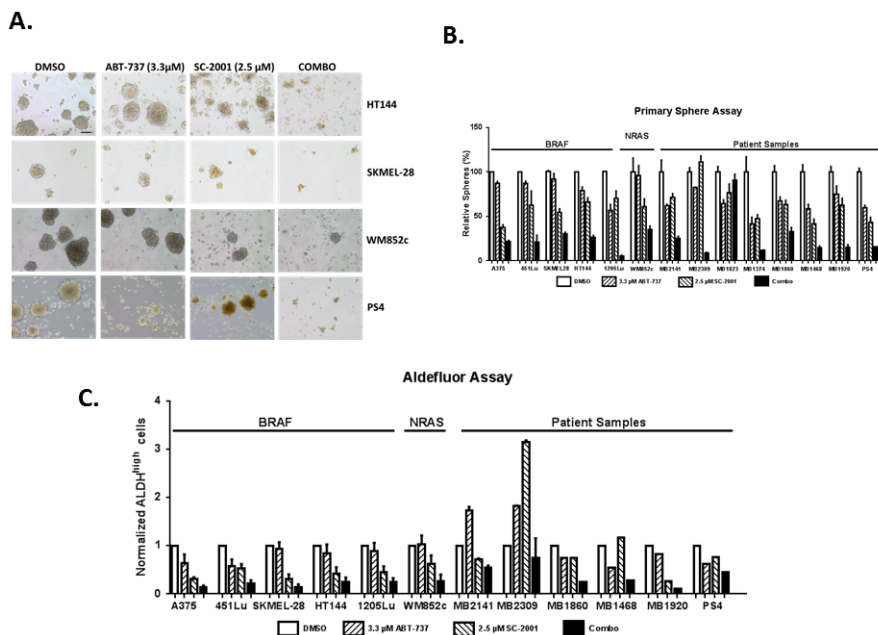 A.
DMSO ABT-737 (3.3μM) SC-2001 (2.5 μM) COMBO
HT144
SKMEL-28
WM852c
PS4
B.
Primary Sphere Assay
BRAF NRAS Patient Samples
Relative Spheres (%)
150
100
50
0
A375 451Lu SKMEL28 HT144 1205Lu WM852c MB2141 MB2309 MB1823 MB1374 MB1860 MB1468 MB1920 PS4
DMSO 3.3 μM ABT-737 2.5 μM SC-2001 Combo
C.
Aldefluor Assay
BRAF NRAS Patient Samples
Normalized ALDHhigh cells
4
3
2
1
0
A375 451Lu SKMEL-28 HT144 1205Lu WM852c MB2141 MB2309 MB1860 MB1468 MB1920 PS4
DMSO 3.3 μM ABT-737 2.5 μM SC-2001 Combo